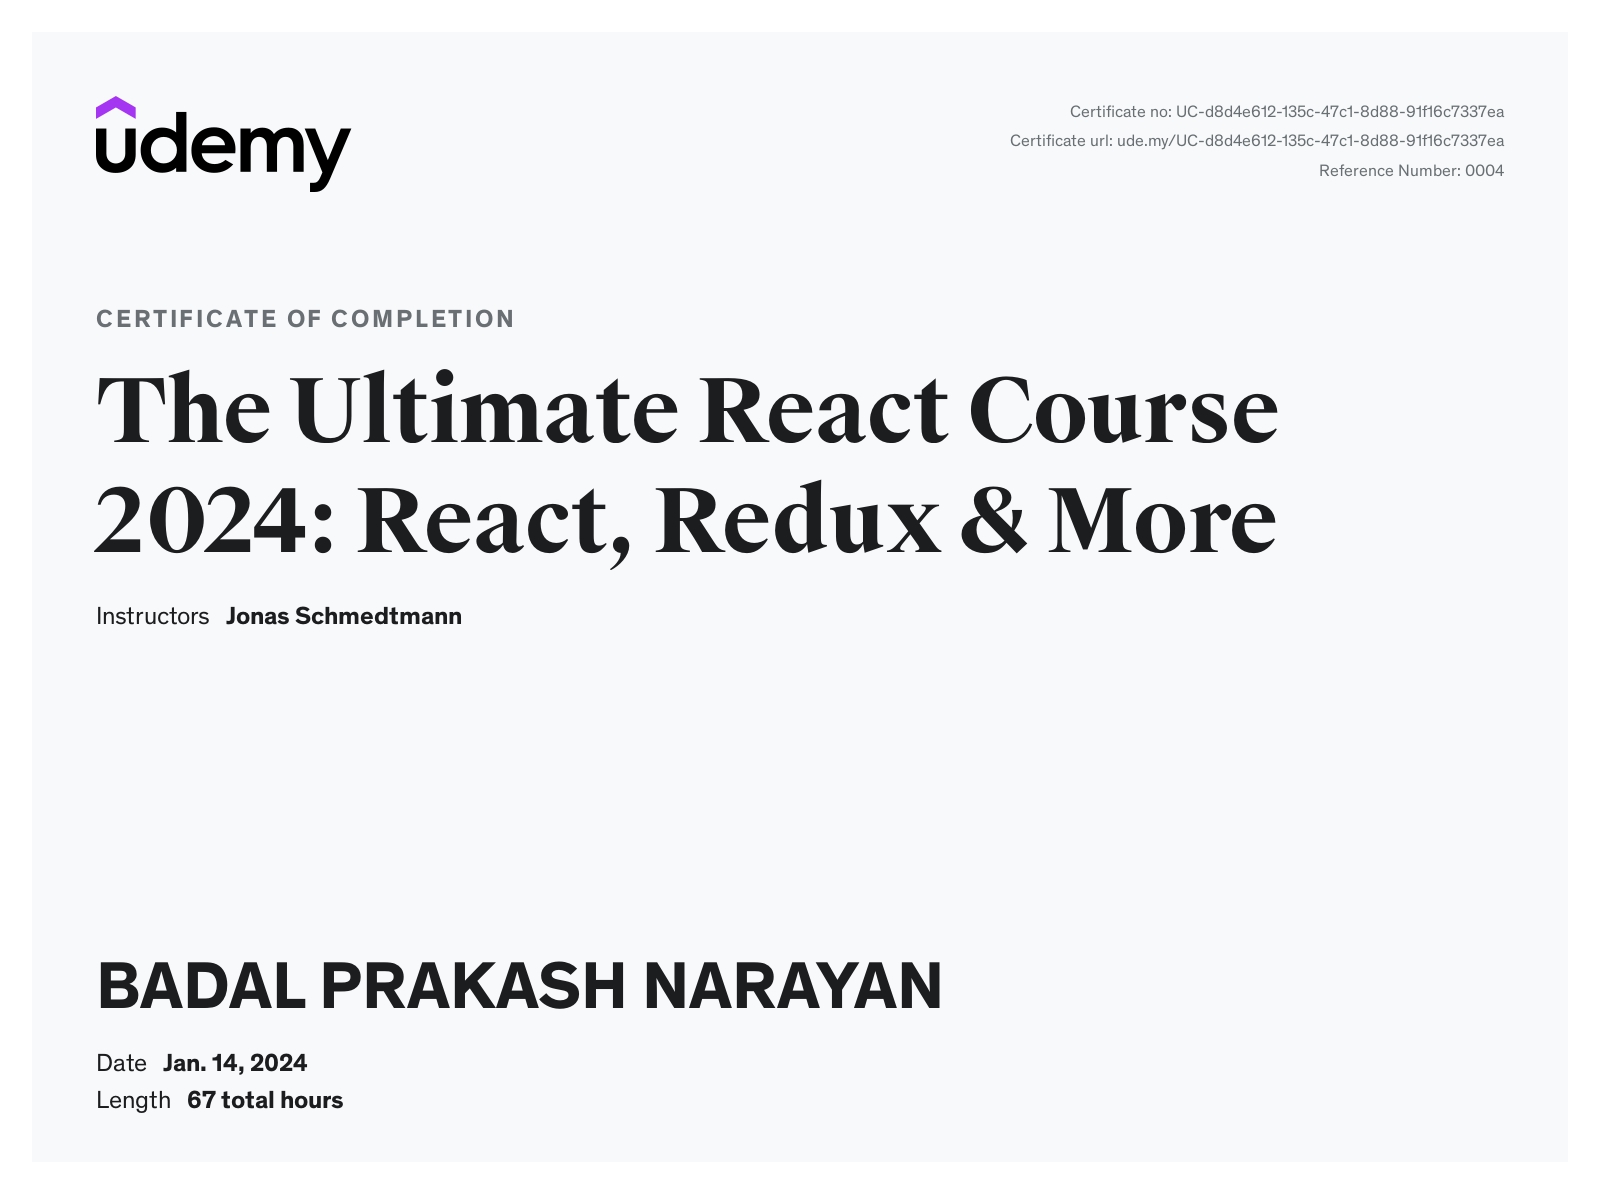 udemy
Certificate no: UC-d8d4e612-135c-47c1-8d88-91f16c7337ea
Certificate url: ude.my/UC-d8d4e612-135c-47c1-8d88-91f16c7337ea
Reference Number: 0004
CERTIFICATE OF COMPLETION
The Ultimate React Course
2024: React, Redux & More
Instructors Jonas Schmedtmann
BADAL PRAKASH NARAYAN
Date Jan. 14, 2024
Length 67 total hours